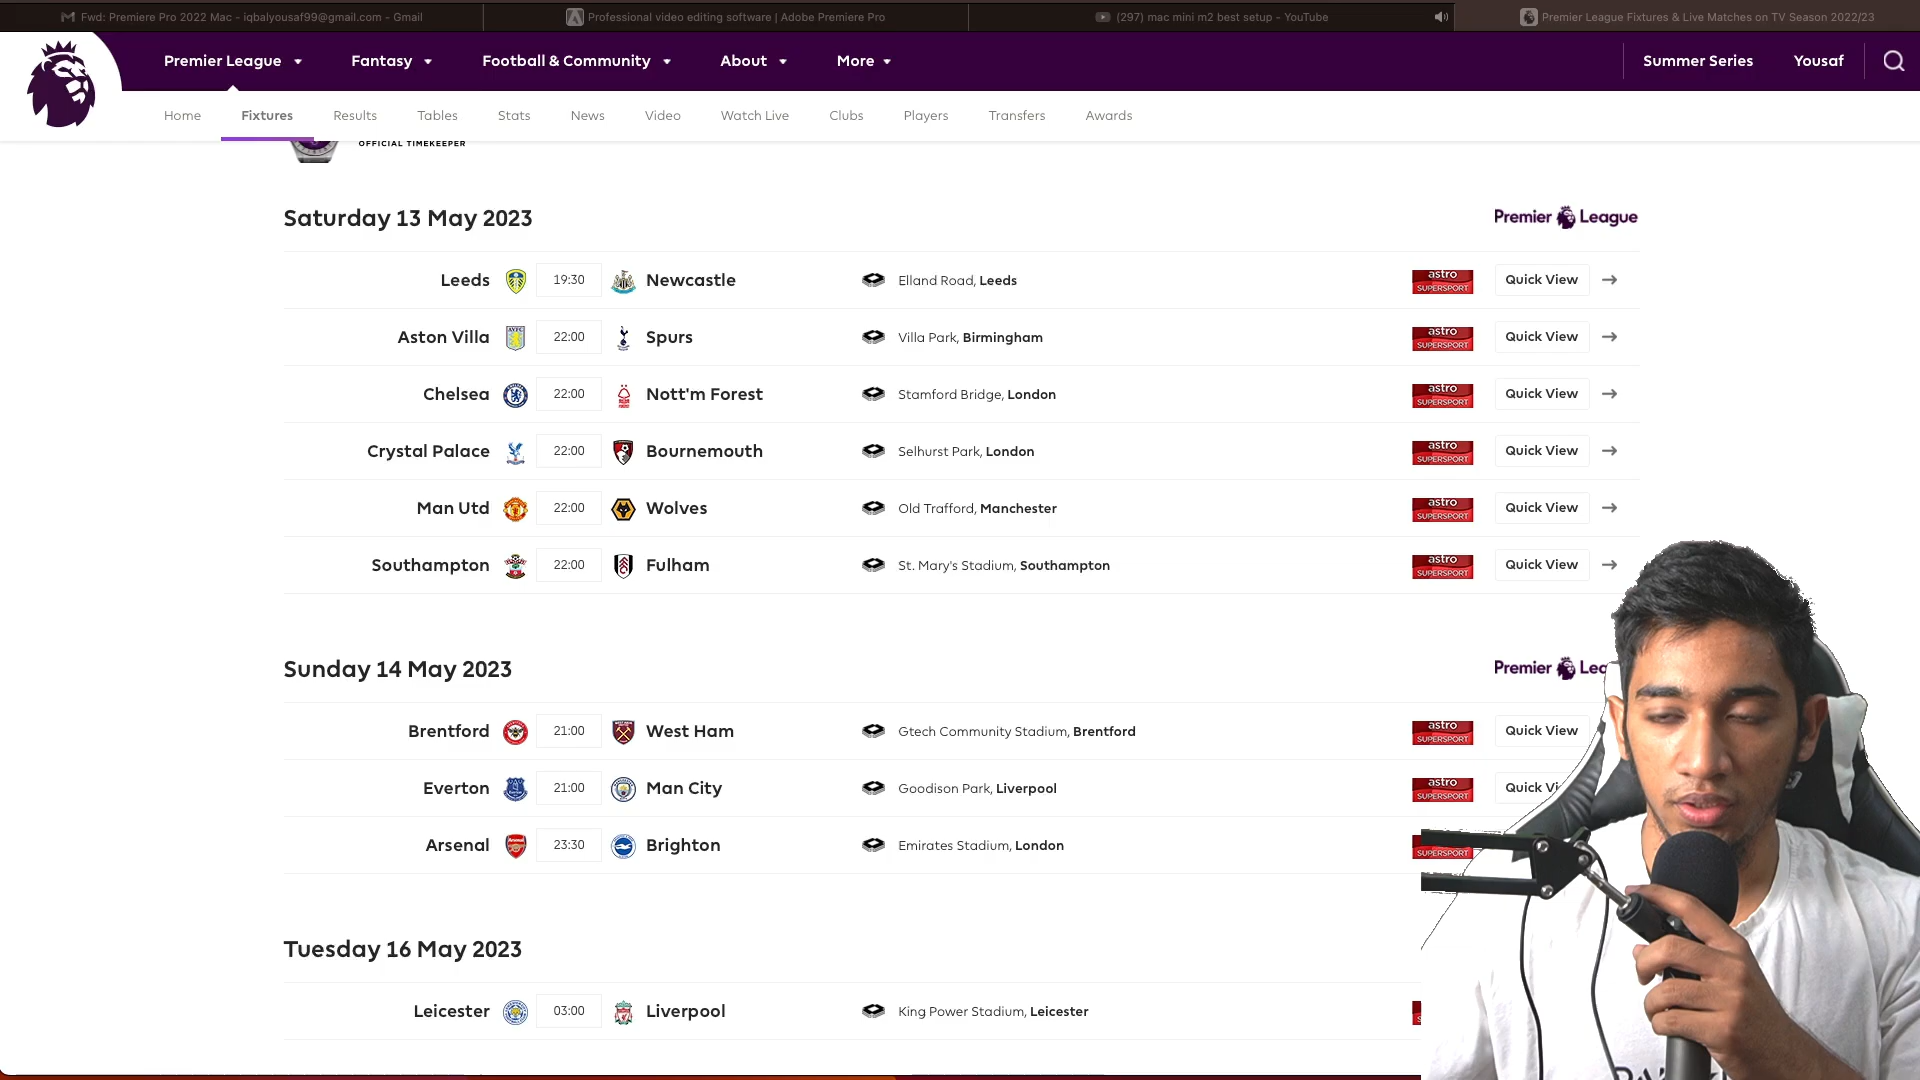 Fwd: Premiere Pro 2022 Mac - iqbalyousaf99@gmail.com - Gmail
Professional video editing software | Adobe Premiere Pro
(297) mac mini m2 best setup - YouTube
Premier League Fixtures & Live Matches on TV Season 2022/23
Premier League Fantasy Football & Community About More Summer Series Yousaf
Home Fixtures Results Tables Stats News Video Watch Live Clubs Players Transfers Awards
OFFICIAL TIMEKEEPER
Saturday 13 May 2023 Premier League
Leeds 19:30 Newcastle Elland Road, Leeds astro SUPERSPORT Quick View
Aston Villa 22:00 Spurs Villa Park, Birmingham astro SUPERSPORT Quick View
Chelsea 22:00 Nott'm Forest Stamford Bridge, London astro SUPERSPORT Quick View
Crystal Palace 22:00 Bournemouth Selhurst Park, London astro SUPERSPORT Quick View
Man Utd 22:00 Wolves Old Trafford, Manchester astro SUPERSPORT Quick View
Southampton 22:00 Fulham St. Mary's Stadium, Southampton astro SUPERSPORT Quick View
Sunday 14 May 2023 Premier Leag
Brentford 21:00 West Ham Gtech Community Stadium, Brentford astro SUPERSPORT Quick View
Everton 21:00 Man City Goodison Park, Liverpool astro SUPERSPORT Quick Vi
Arsenal 23:30 Brighton Emirates Stadium, London SUPERSPORT
Tuesday 16 May 2023
Leicester 03:00 Liverpool King Power Stadium, Leicester